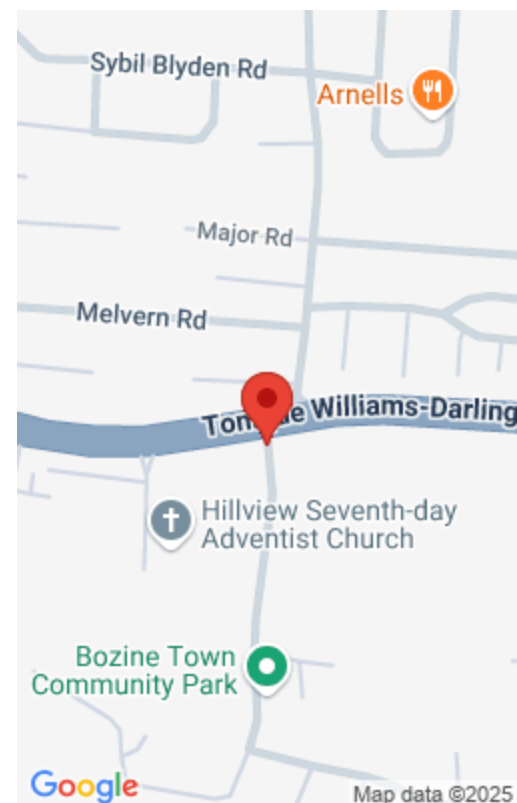 Sybil Blyden Rd
Arnells
Major Rd
Melvern Rd
Williams-Darling
Hillview Seventh-day
Adventist Church
Bozine Town
Community Park
Google
Map data ©2025